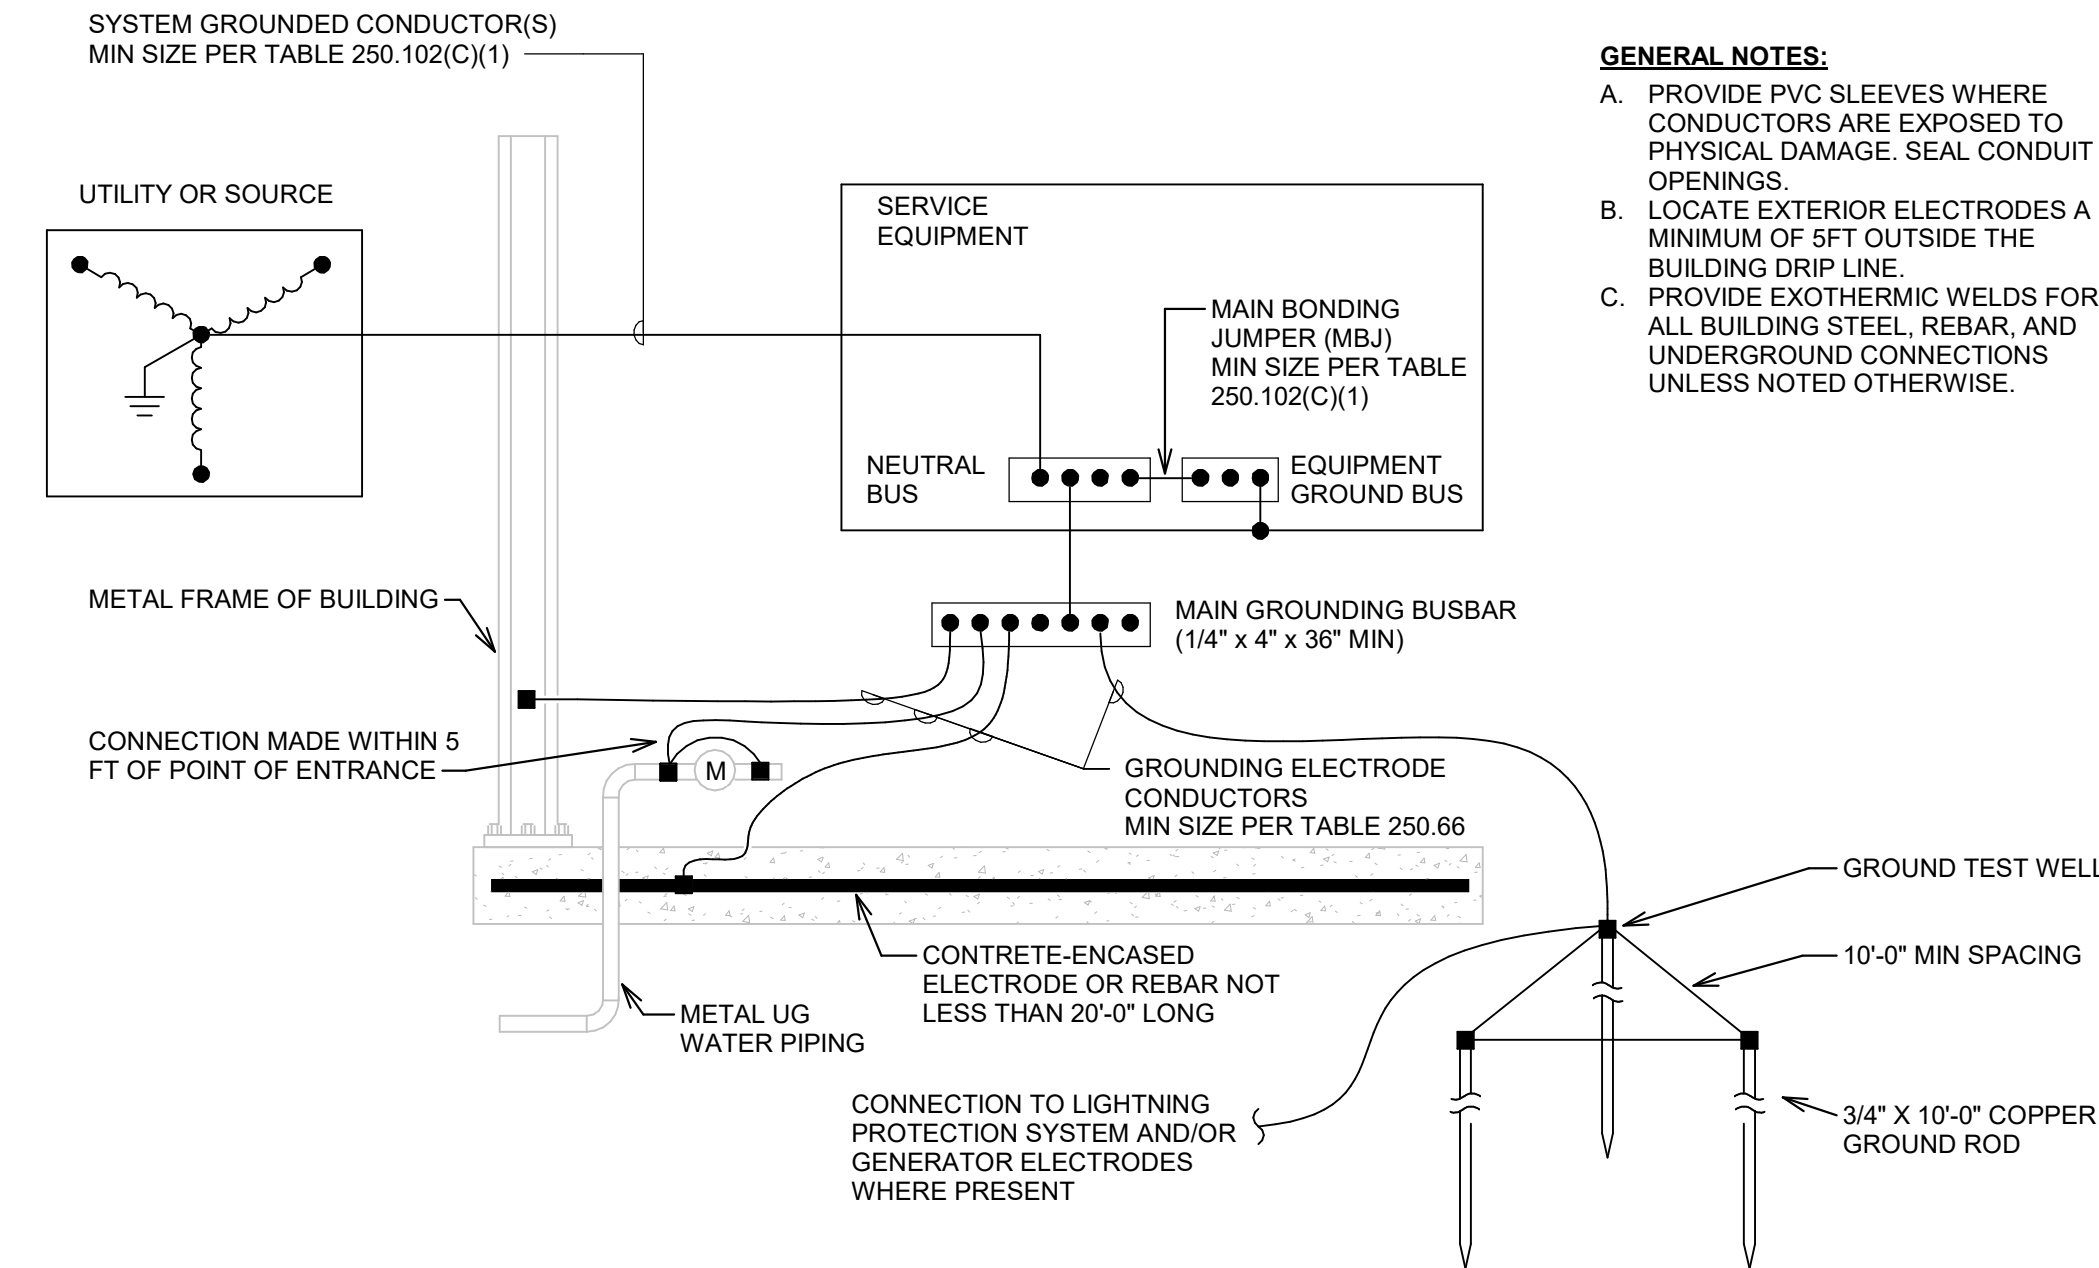 SYSTEM GROUNDED CONDUCTOR(S)
MIN SIZE PER TABLE 250.102(C)(1)
GENERAL NOTES:
A. PROVIDE PVC SLEEVES WHERE
CONDUCTORS ARE EXPOSED TO
PHYSICAL DAMAGE. SEAL CONDUIT
OPENINGS.
B. LOCATE EXTERIOR ELECTRODES A
MINIMUM OF 5FT OUTSIDE THE
BUILDING DRIP LINE.
C. PROVIDE EXOTHERMIC WELDS FOR
ALL BUILDING STEEL, REBAR, AND
UNDERGROUND CONNECTIONS
UNLESS NOTED OTHERWISE.
UTILITY OR SOURCE
SERVICE
EQUIPMENT
MAIN BONDING
JUMPER (MBJ)
MIN SIZE PER TABLE
250.102(C)(1)
NEUTRAL
BUS
EQUIPMENT
GROUND BUS
METAL FRAME OF BUILDING
MAIN GROUNDING BUSBAR
(1/4" x 4" x 36" MIN)
CONNECTION MADE WITHIN 5
FT OF POINT OF ENTRANCE
M
GROUNDING ELECTRODE
CONDUCTORS
MIN SIZE PER TABLE 250.66
GROUND TEST WELL
CONTRETE-ENCASED
ELECTRODE OR REBAR NOT
LESS THAN 20'-0" LONG
10'-0" MIN SPACING
METAL UG
WATER PIPING
CONNECTION TO LIGHTNING
PROTECTION SYSTEM AND/OR
GENERATOR ELECTRODES
WHERE PRESENT
3/4" X 10'-0" COPPER
GROUND ROD